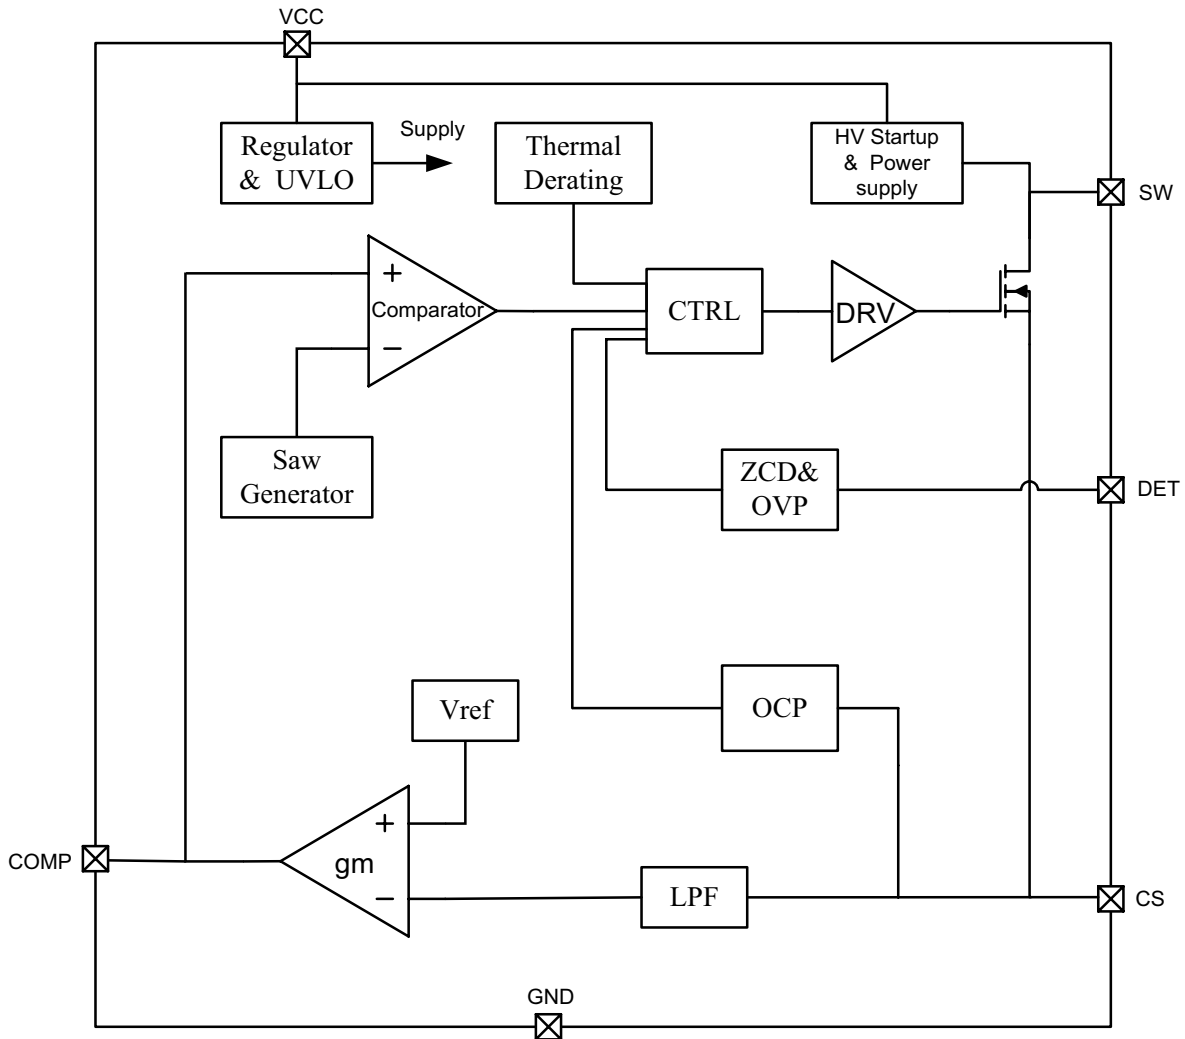 VCC
Regulator
& UVLO
Supply
Thermal
Derating
HV Startup
& Power
supply
SW
+
Comparator
−
CTRL
DRV
Saw
Generator
ZCD&
OVP
DET
Vref
OCP
+
gm
−
COMP
LPF
CS
GND